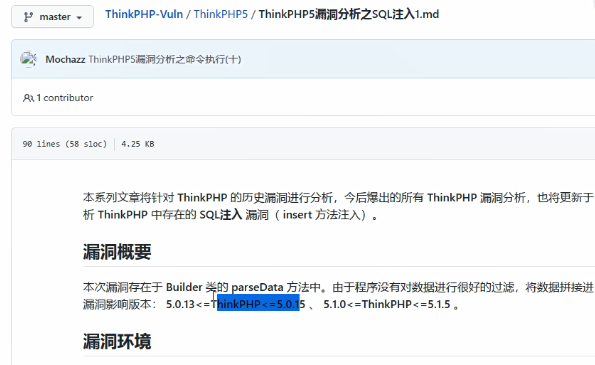 master
ThinkPHP-Vuln / ThinkPHP5 / ThinkPHP5漏洞分析之SQL注入1.md
Mochazz ThinkPHP5漏洞分析之命令执行(十)
1 contributor
90 lines (58 sloc) 4.25 KB
本系列文章将针对 ThinkPHP 的历史漏洞进行分析，今后爆出的所有 ThinkPHP 漏洞分析，也将更新于
析 ThinkPHP 中存在的 SQL注入 漏洞（ insert 方法注入）。
漏洞概要
本次漏洞存在于 Builder 类的 parseData 方法中。由于程序没有对数据进行很好的过滤，将数据拼接进
漏洞影响版本： 5.0.13<=ThinkPHP<=5.0.15 、 5.1.0<=ThinkPHP<=5.1.5 。
漏洞环境